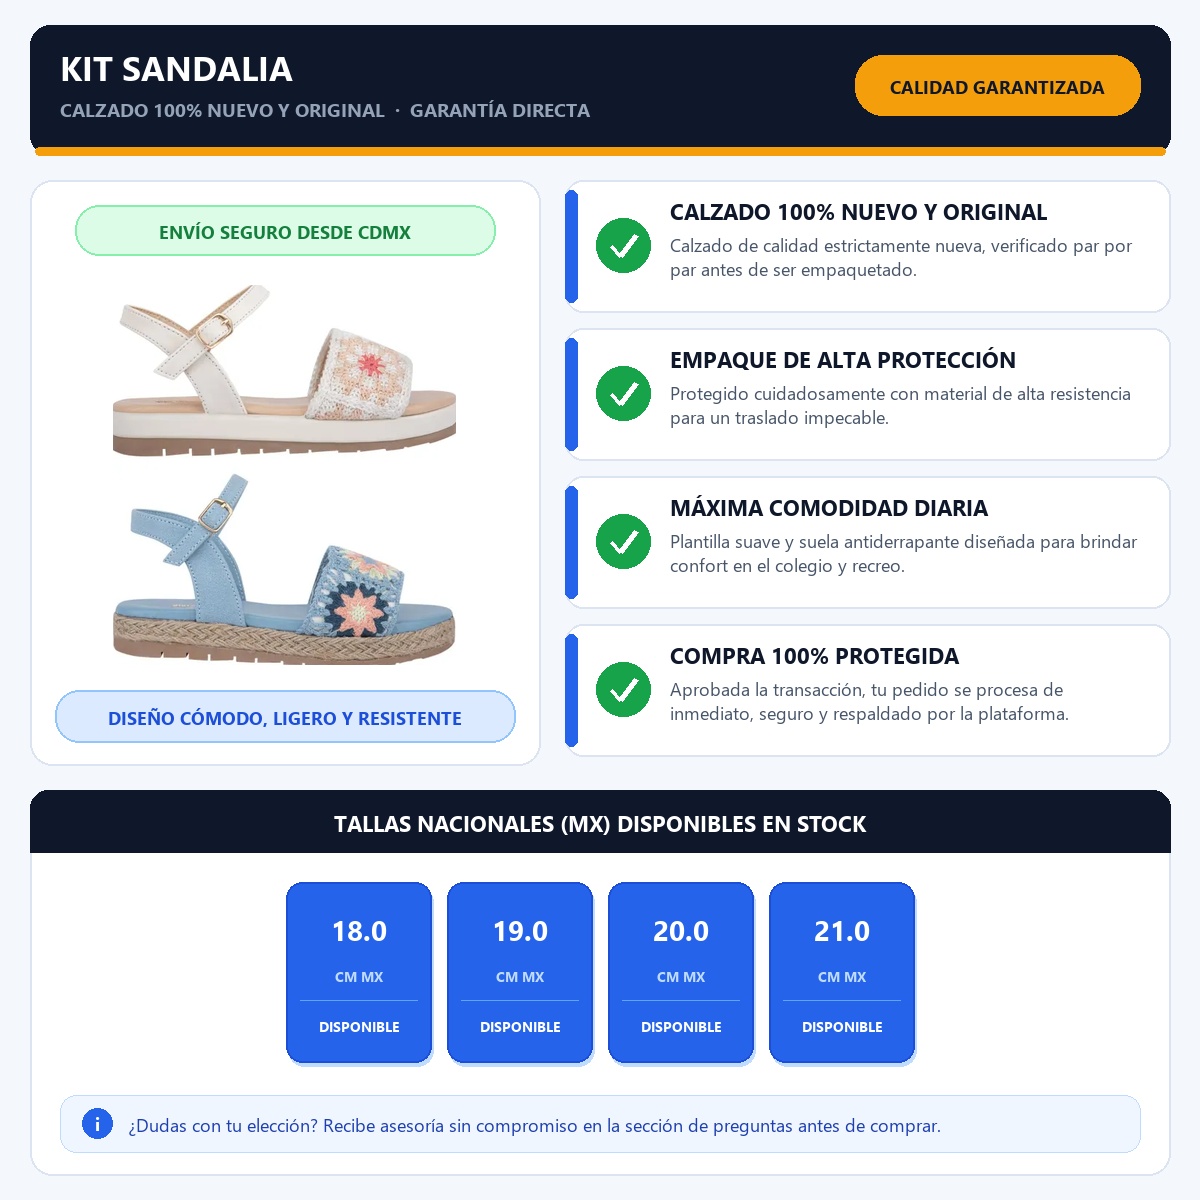 KIT SANDALIA
CALZADO 100% NUEVO Y ORIGINAL · GARANTÍA DIRECTA
CALIDAD GARANTIZADA
ENVÍO SEGURO DESDE CDMX
DISEÑO CÓMODO, LIGERO Y RESISTENTE
CALZADO 100% NUEVO Y ORIGINAL
Calzado de calidad estrictamente nueva, verificado par por
par antes de ser empaquetado.
EMPAQUE DE ALTA PROTECCIÓN
Protegido cuidadosamente con material de alta resistencia
para un traslado impecable.
MÁXIMA COMODIDAD DIARIA
Plantilla suave y suela antiderrapante diseñada para brindar
confort en el colegio y recreo.
COMPRA 100% PROTEGIDA
Aprobada la transacción, tu pedido se procesa de
inmediato, seguro y respaldado por la plataforma.
TALLAS NACIONALES (MX) DISPONIBLES EN STOCK
18.0
CM MX
DISPONIBLE
19.0
CM MX
DISPONIBLE
20.0
CM MX
DISPONIBLE
21.0
CM MX
DISPONIBLE
¿Dudas con tu elección? Recibe asesoría sin compromiso en la sección de preguntas antes de comprar.